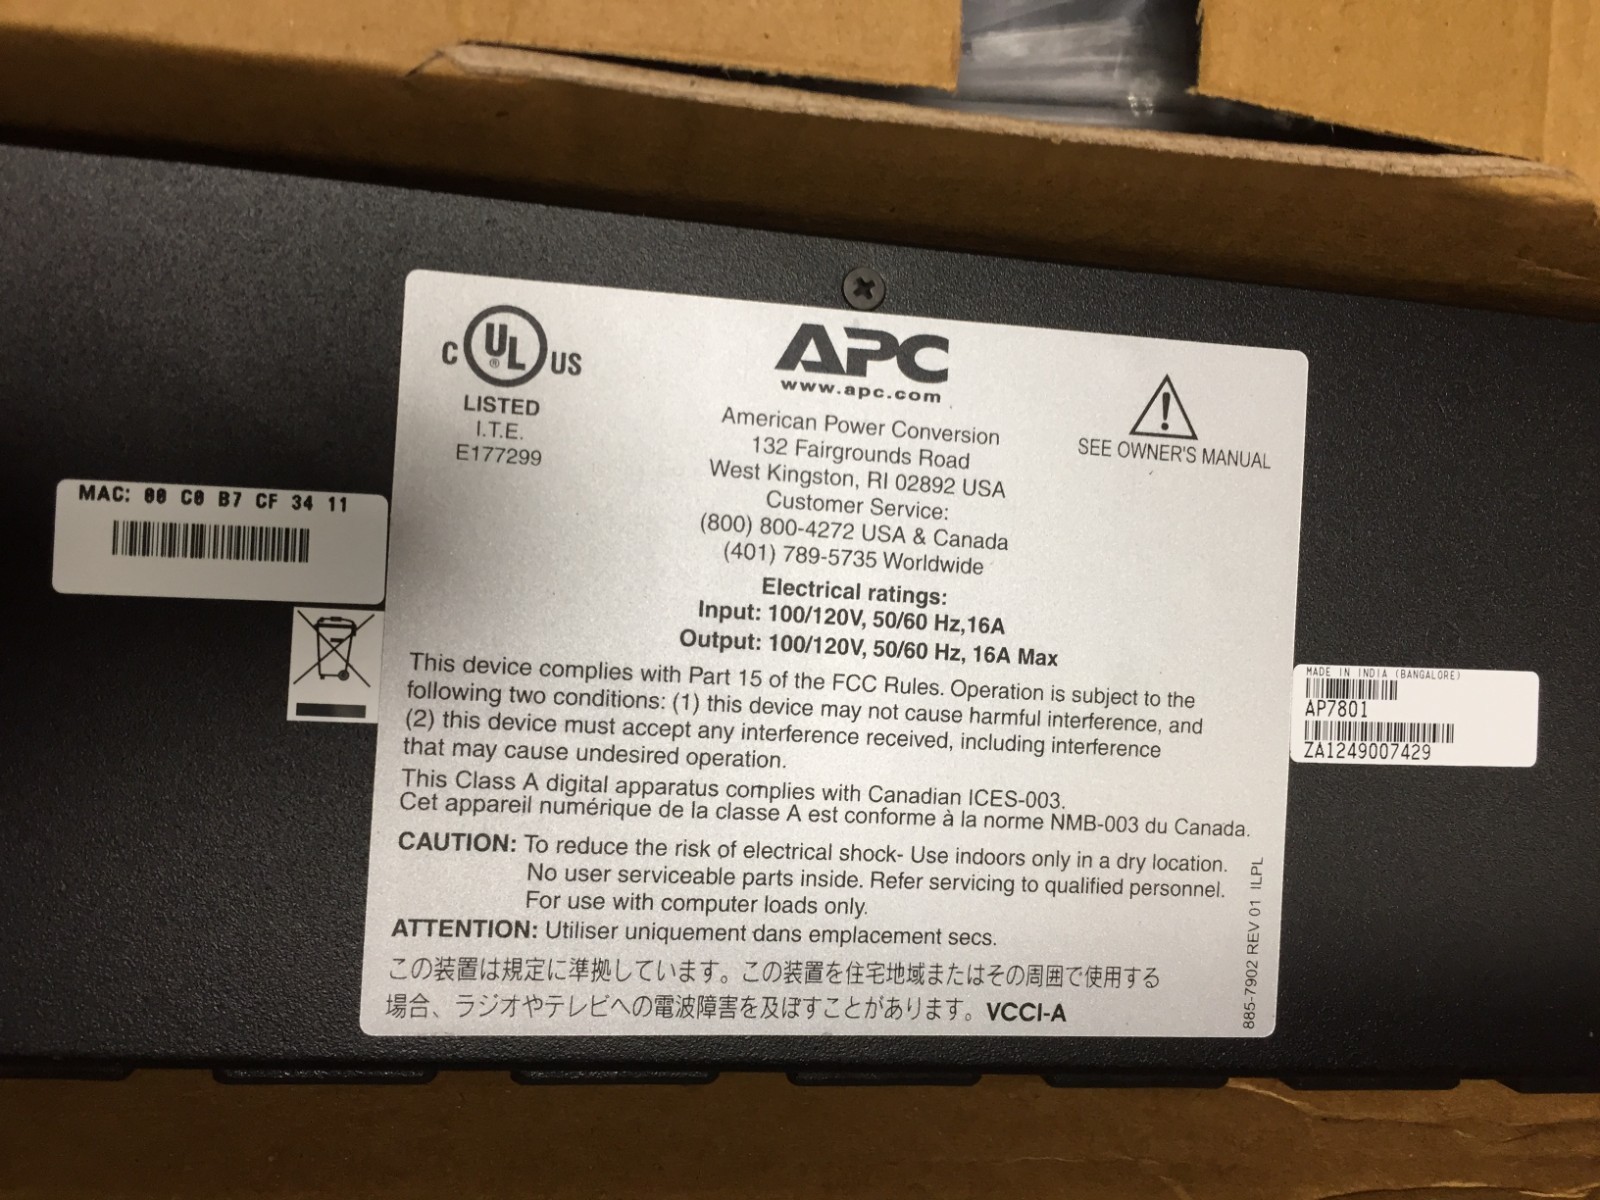 C UL ® US
LISTED
I.T.E.
E177299
APC
www.apc.com
American Power Conversion
132 Fairgrounds Road
West Kingston, RI 02892 USA
Customer Service:
(800) 800-4272 USA & Canada
(401) 789-5735 Worldwide
SEE OWNER'S MANUAL
MAC: 00 C0 B7 CF 34 11
Electrical ratings:
Input: 100/120V, 50/60 Hz,16A
Output: 100/120V, 50/60 Hz, 16A Max
This device complies with Part 15 of the FCC Rules. Operation is subject to the
following two conditions: (1) this device may not cause harmful interference, and
(2) this device must accept any interference received, including interference
that may cause undesired operation.
This Class A digital apparatus complies with Canadian ICES-003.
Cet appareil numérique de la classe A est conforme à la norme NMB-003 du Canada.
CAUTION: To reduce the risk of electrical shock- Use indoors only in a dry location.
No user serviceable parts inside. Refer servicing to qualified personnel.
For use with computer loads only.
ATTENTION: Utiliser uniquement dans emplacement secs.
この装置は規定に準拠しています。この装置を住宅地域またはその周囲で使用する
場合、ラジオやテレビへの電波障害を及ぼすことがあります。VCCI-A
885-7902 REV 01 ILPL
MADE IN INDIA (BANGALORE)
AP7801
ZA1249007429